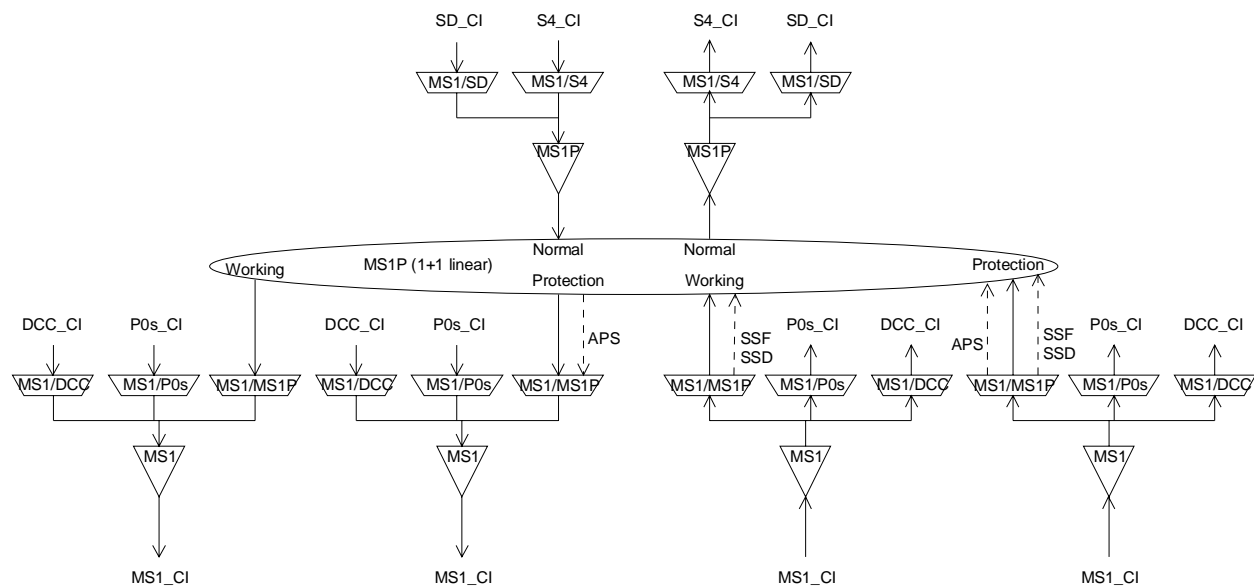 SD_CI S4_CI S4_CI SD_CI
MS1/SD MS1/S4 MS1/S4 MS1/SD
MS1P MS1P
Normal Normal
Working MS1P (1+1 linear) Protection
Protection Working
DCC_CI P0s_CI DCC_CI P0s_CI APS SSF P0s_CI DCC_CI APS SSF P0s_CI DCC_CI
SSD SSD
MS1/DCC MS1/P0s MS1/MS1P MS1/DCC MS1/P0s MS1/MS1P MS1/MS1P MS1/P0s MS1/DCC MS1/MS1P MS1/P0s MS1/DCC
MS1 MS1 MS1 MS1
MS1_CI MS1_CI MS1_CI MS1_CI